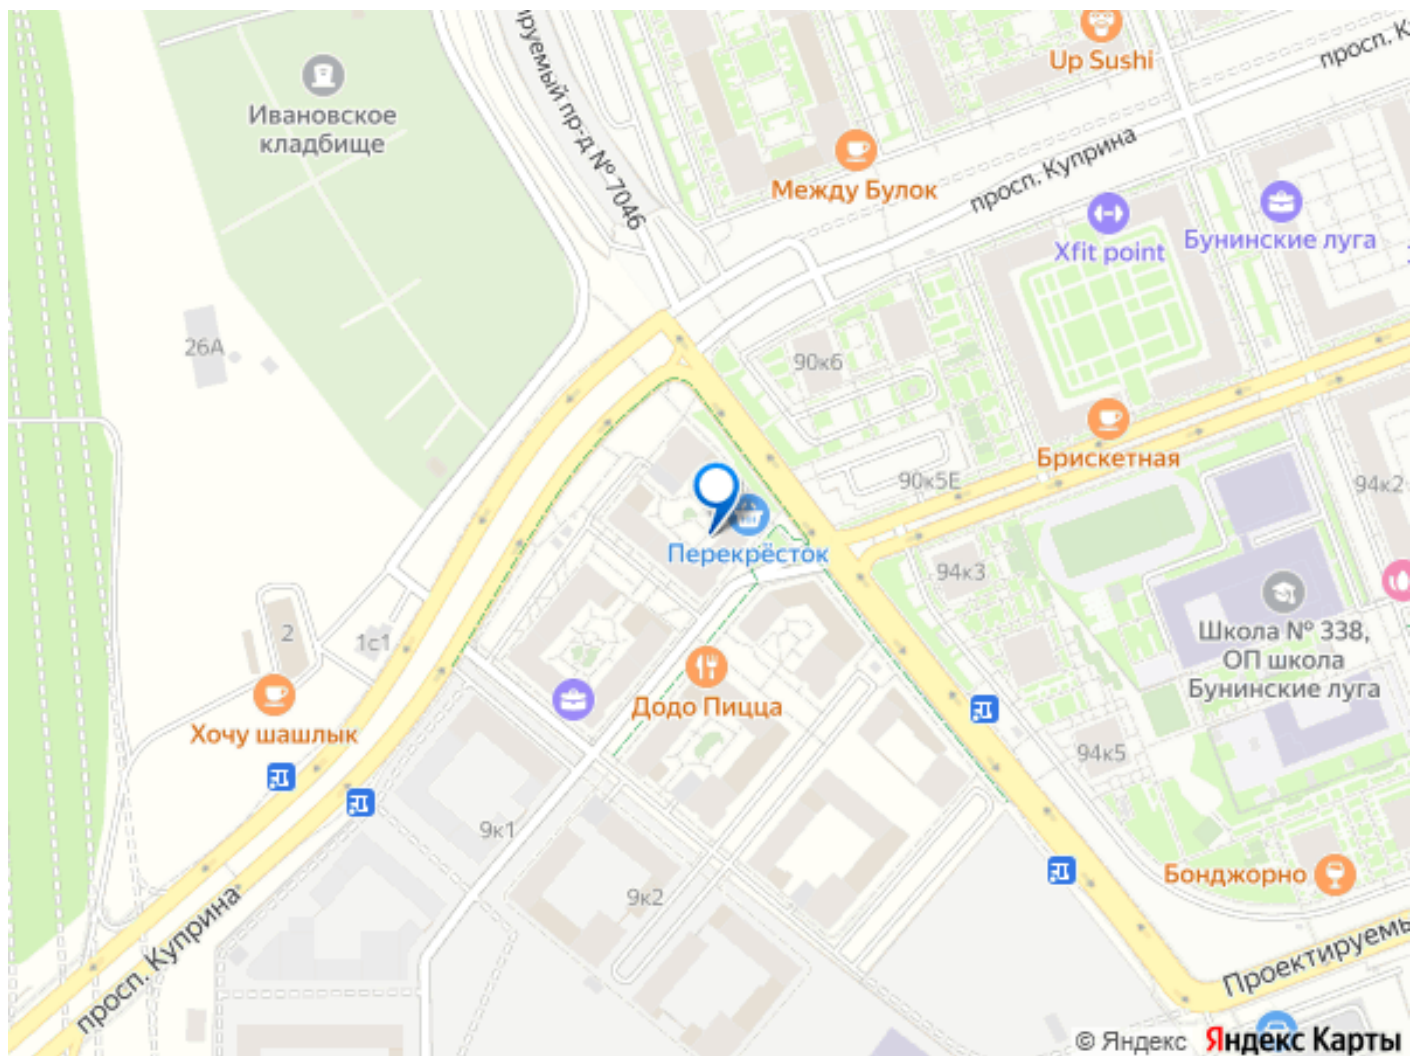 Up Sushi
просп. К
Ивановское
кладбище
руемый пр-д № 7046
Между Булок
просп. Куприна
Xfit point
Бунинские луга
26А
90к6
Брискетная
90к5Е
94к2
Перекрёсток
94к3
Школа № 338,
ОП школа
Бунинские луга
2
1с1
Додо Пицца
Хочу шашлык
94к5
9к1
9к2
Бонджорно
просп. Куприна
Проектируемы
© Яндекс Яндекс Карты